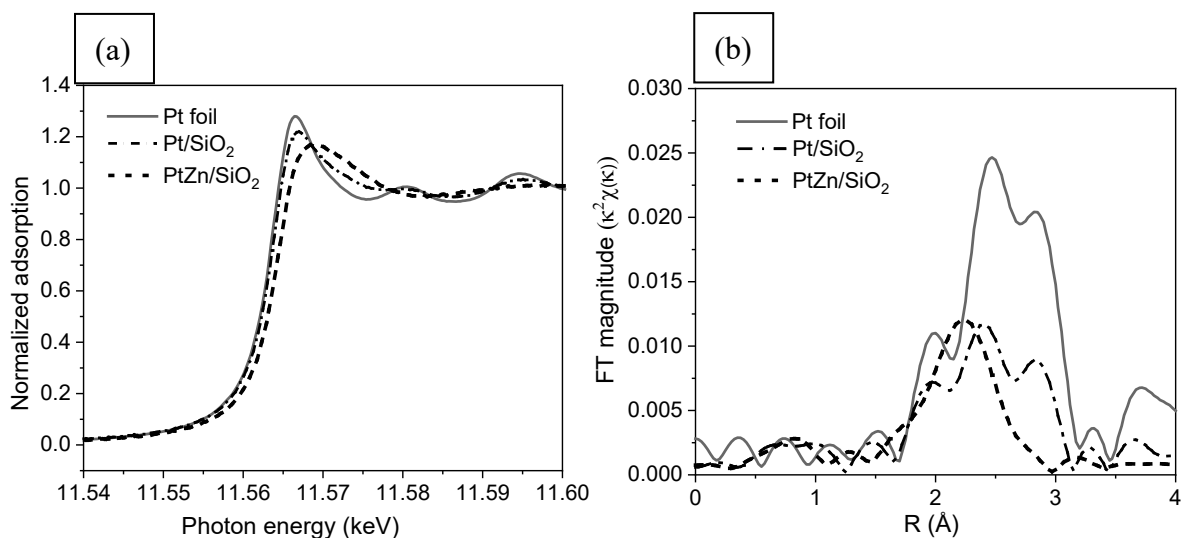 (a)
Pt foil
Pt/SiO₂
PtZn/SiO₂
Normalized adsorption
1.4
1.2
1.0
0.8
0.6
0.4
0.2
0.0
11.54 11.55 11.56 11.57 11.58 11.59 11.60
Photon energy (keV)
(b)
Pt foil
Pt/SiO₂
PtZn/SiO₂
FT magnitude (κ²χ(κ))
0.030
0.025
0.020
0.015
0.010
0.005
0.000
0 1 2 3 4
R (Å)